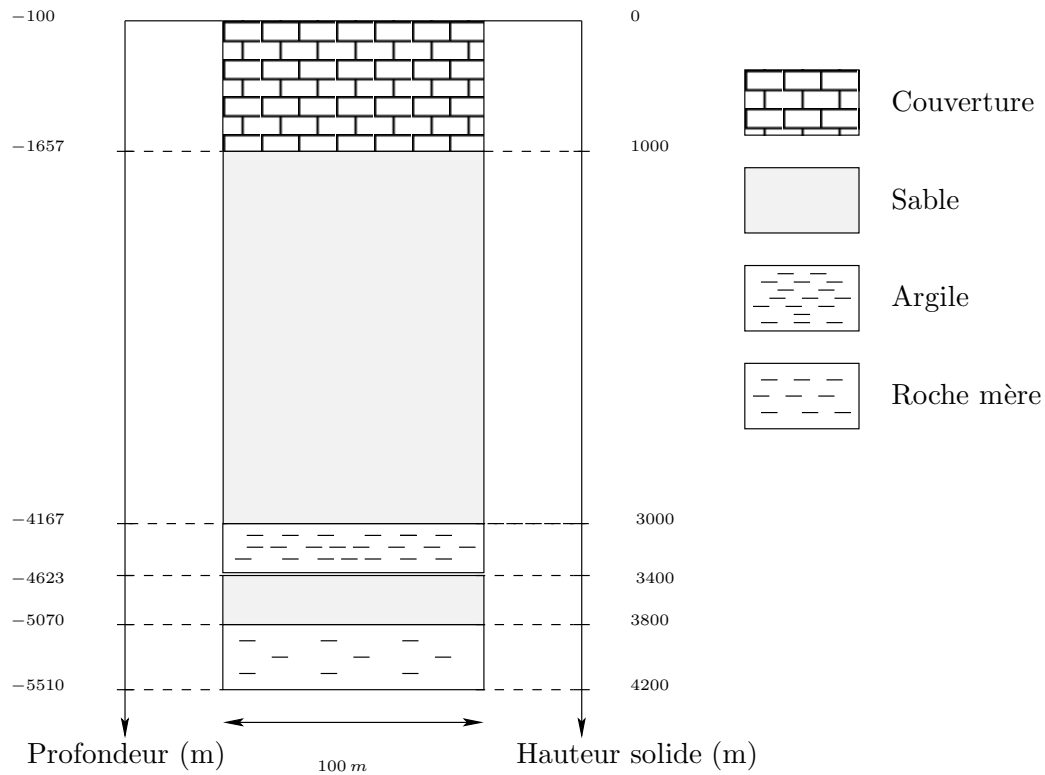 −100
0
Couverture
−1657
1000
Sable
Argile
Roche mère
−4167
3000
−4623
3400
−5070
3800
−5510
4200
Profondeur (m)
100 m
Hauteur solide (m)